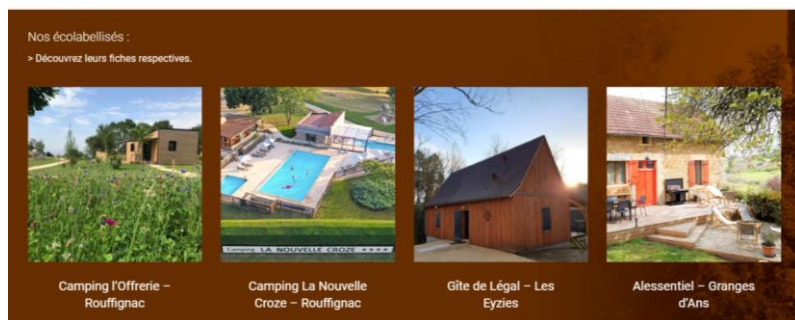 Nos écolabellisés :
> Découvrez leurs fiches respectives.
Camping LA NOUVELLE CROZE ★★★★
Camping l'Offrerie –
Rouffignac
Camping La Nouvelle
Croze – Rouffignac
Gîte de Légal – Les
Eyzies
Alessentiel – Granges
d'Ans